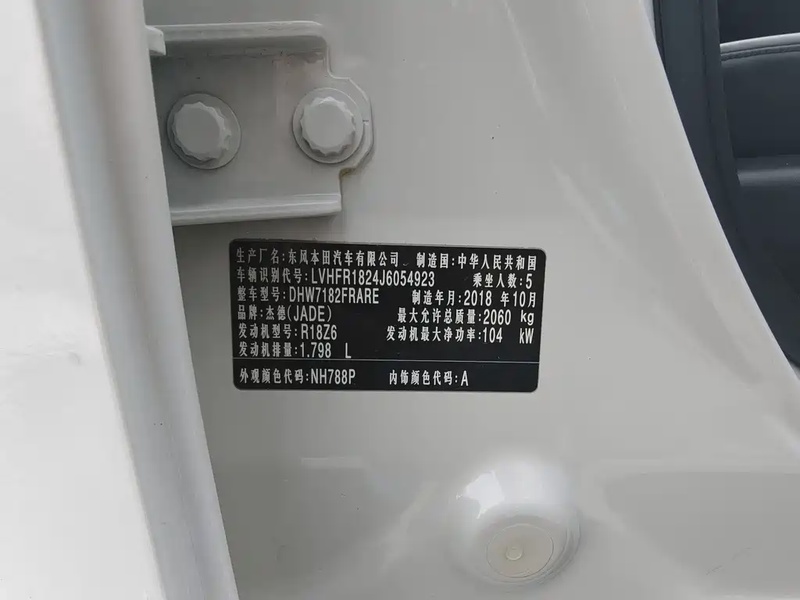 生产厂名：东风本田汽车有限公司 制造国：中华人民共和国
车辆识别代号：LVHFR1824J6054923 乘坐人数：5
整车型号：DHW7182FRARE 制造年月：2018 年 10月
品牌：杰德(JADE) 最大允许总质量：2060 kg
发动机型号：R18Z6 发动机最大净功率：104 kW
发动机排量：1.798 L
外观颜色代码：NH788P 内饰颜色代码：A